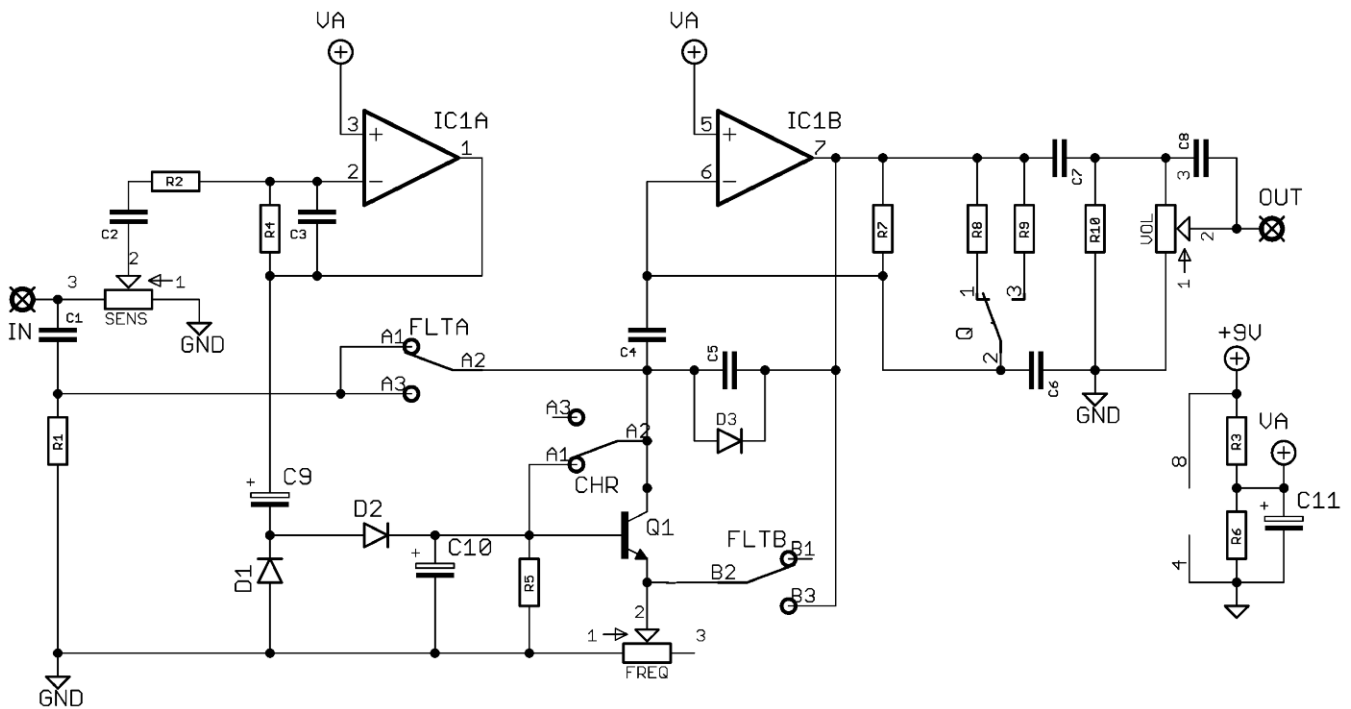 VA
VA
3
IC1A
1
5
IC1B
7
C8
R2
2
6
3
C7
OUT
C2
R4
C3
R7
R8
R9
R10
VOL
2
2
1
3
1
1
3
IN
C1
SENS
GND
FLTA
A1
A2
A3
C4
C5
Q
2
C6
GND
+9V
R1
A3
A2
D3
A1
CHR
R3
VA
8
C9
D2
Q1
C11
R6
D1
C10
R5
FLTB
B1
B2
B3
4
2
1
3
FREQ
GND